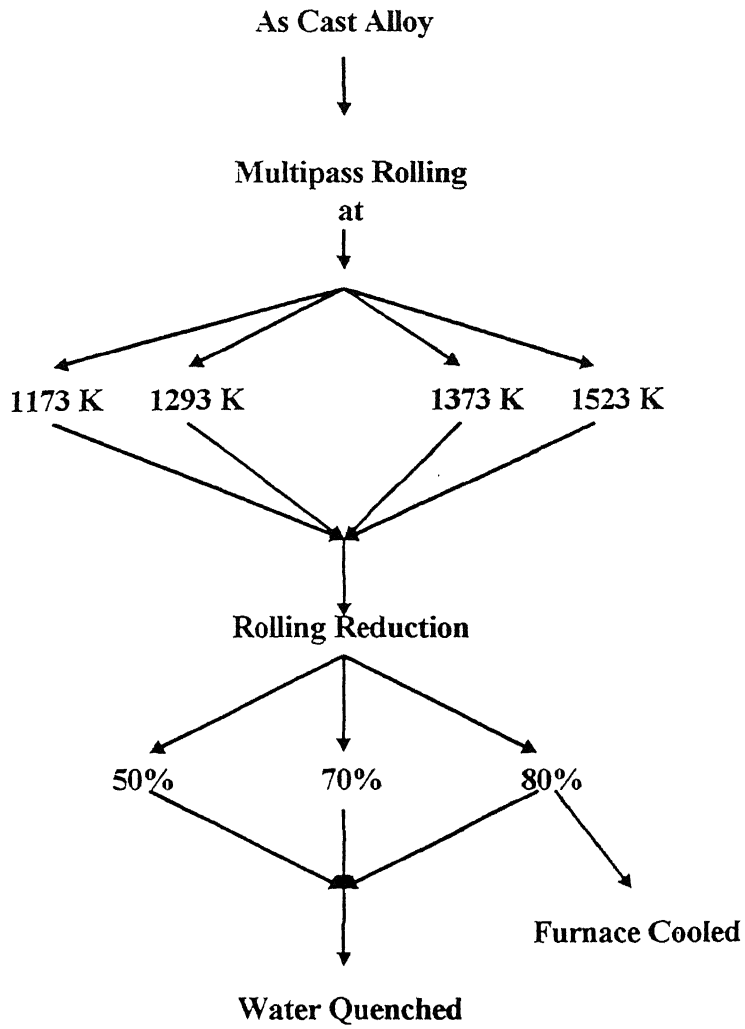 As Cast Alloy
Multipass Rolling
at
1173 K 1293 K 1373 K 1523 K
Rolling Reduction
50% 70% 80%
Furnace Cooled
Water Quenched